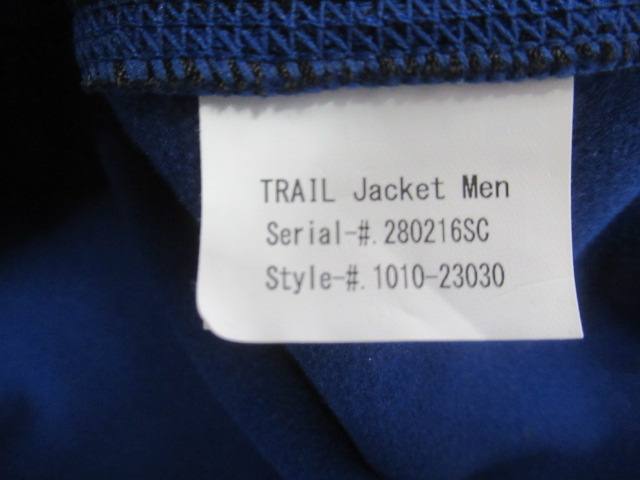 TRAIL Jacket Men
Serial-#.280216SC
Style-#.1010-23030